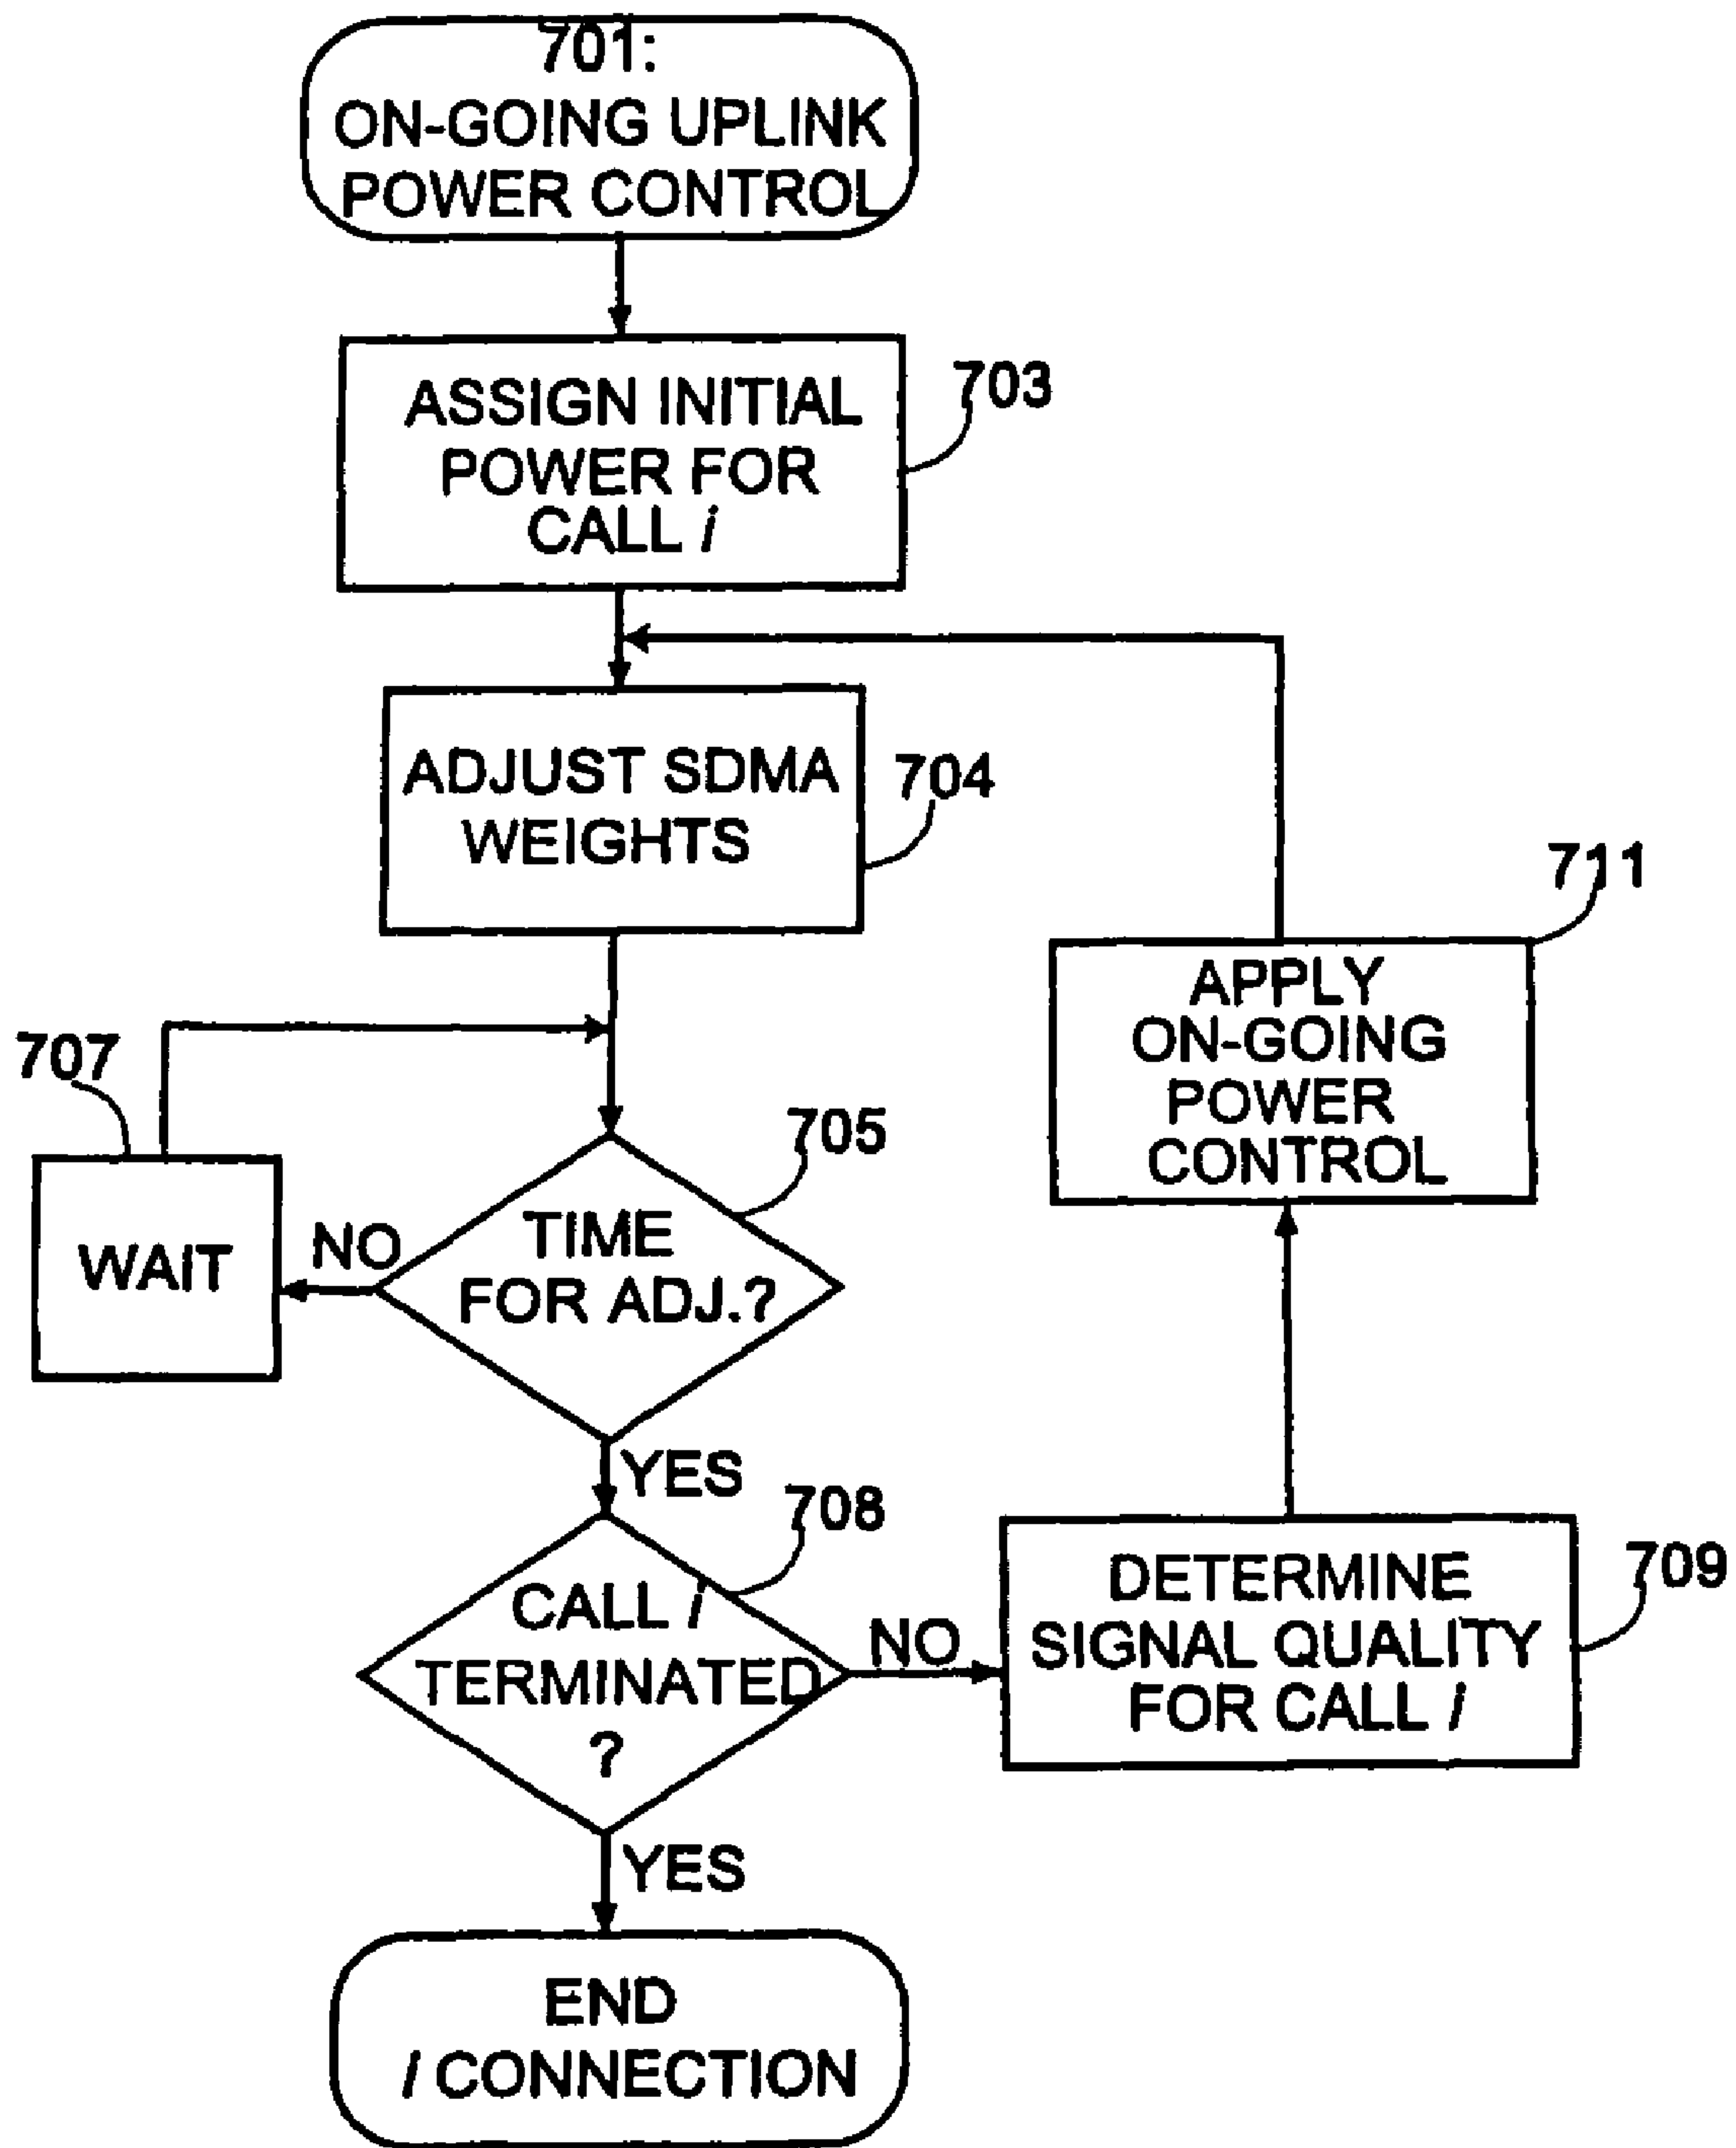 701:
ON-GOING UPLINK
POWER CONTROL
ASSIGN INITIAL
POWER FOR
CALL i
703
ADJUST SDMA
WEIGHTS
704
711
APPLY
ON-GOING
POWER
CONTROL
707
705
WAIT
NO
TIME
FOR ADJ.?
YES
708
CALL i
TERMINATED
?
NO
DETERMINE
SIGNAL QUALITY
FOR CALL i
709
YES
END
i CONNECTION